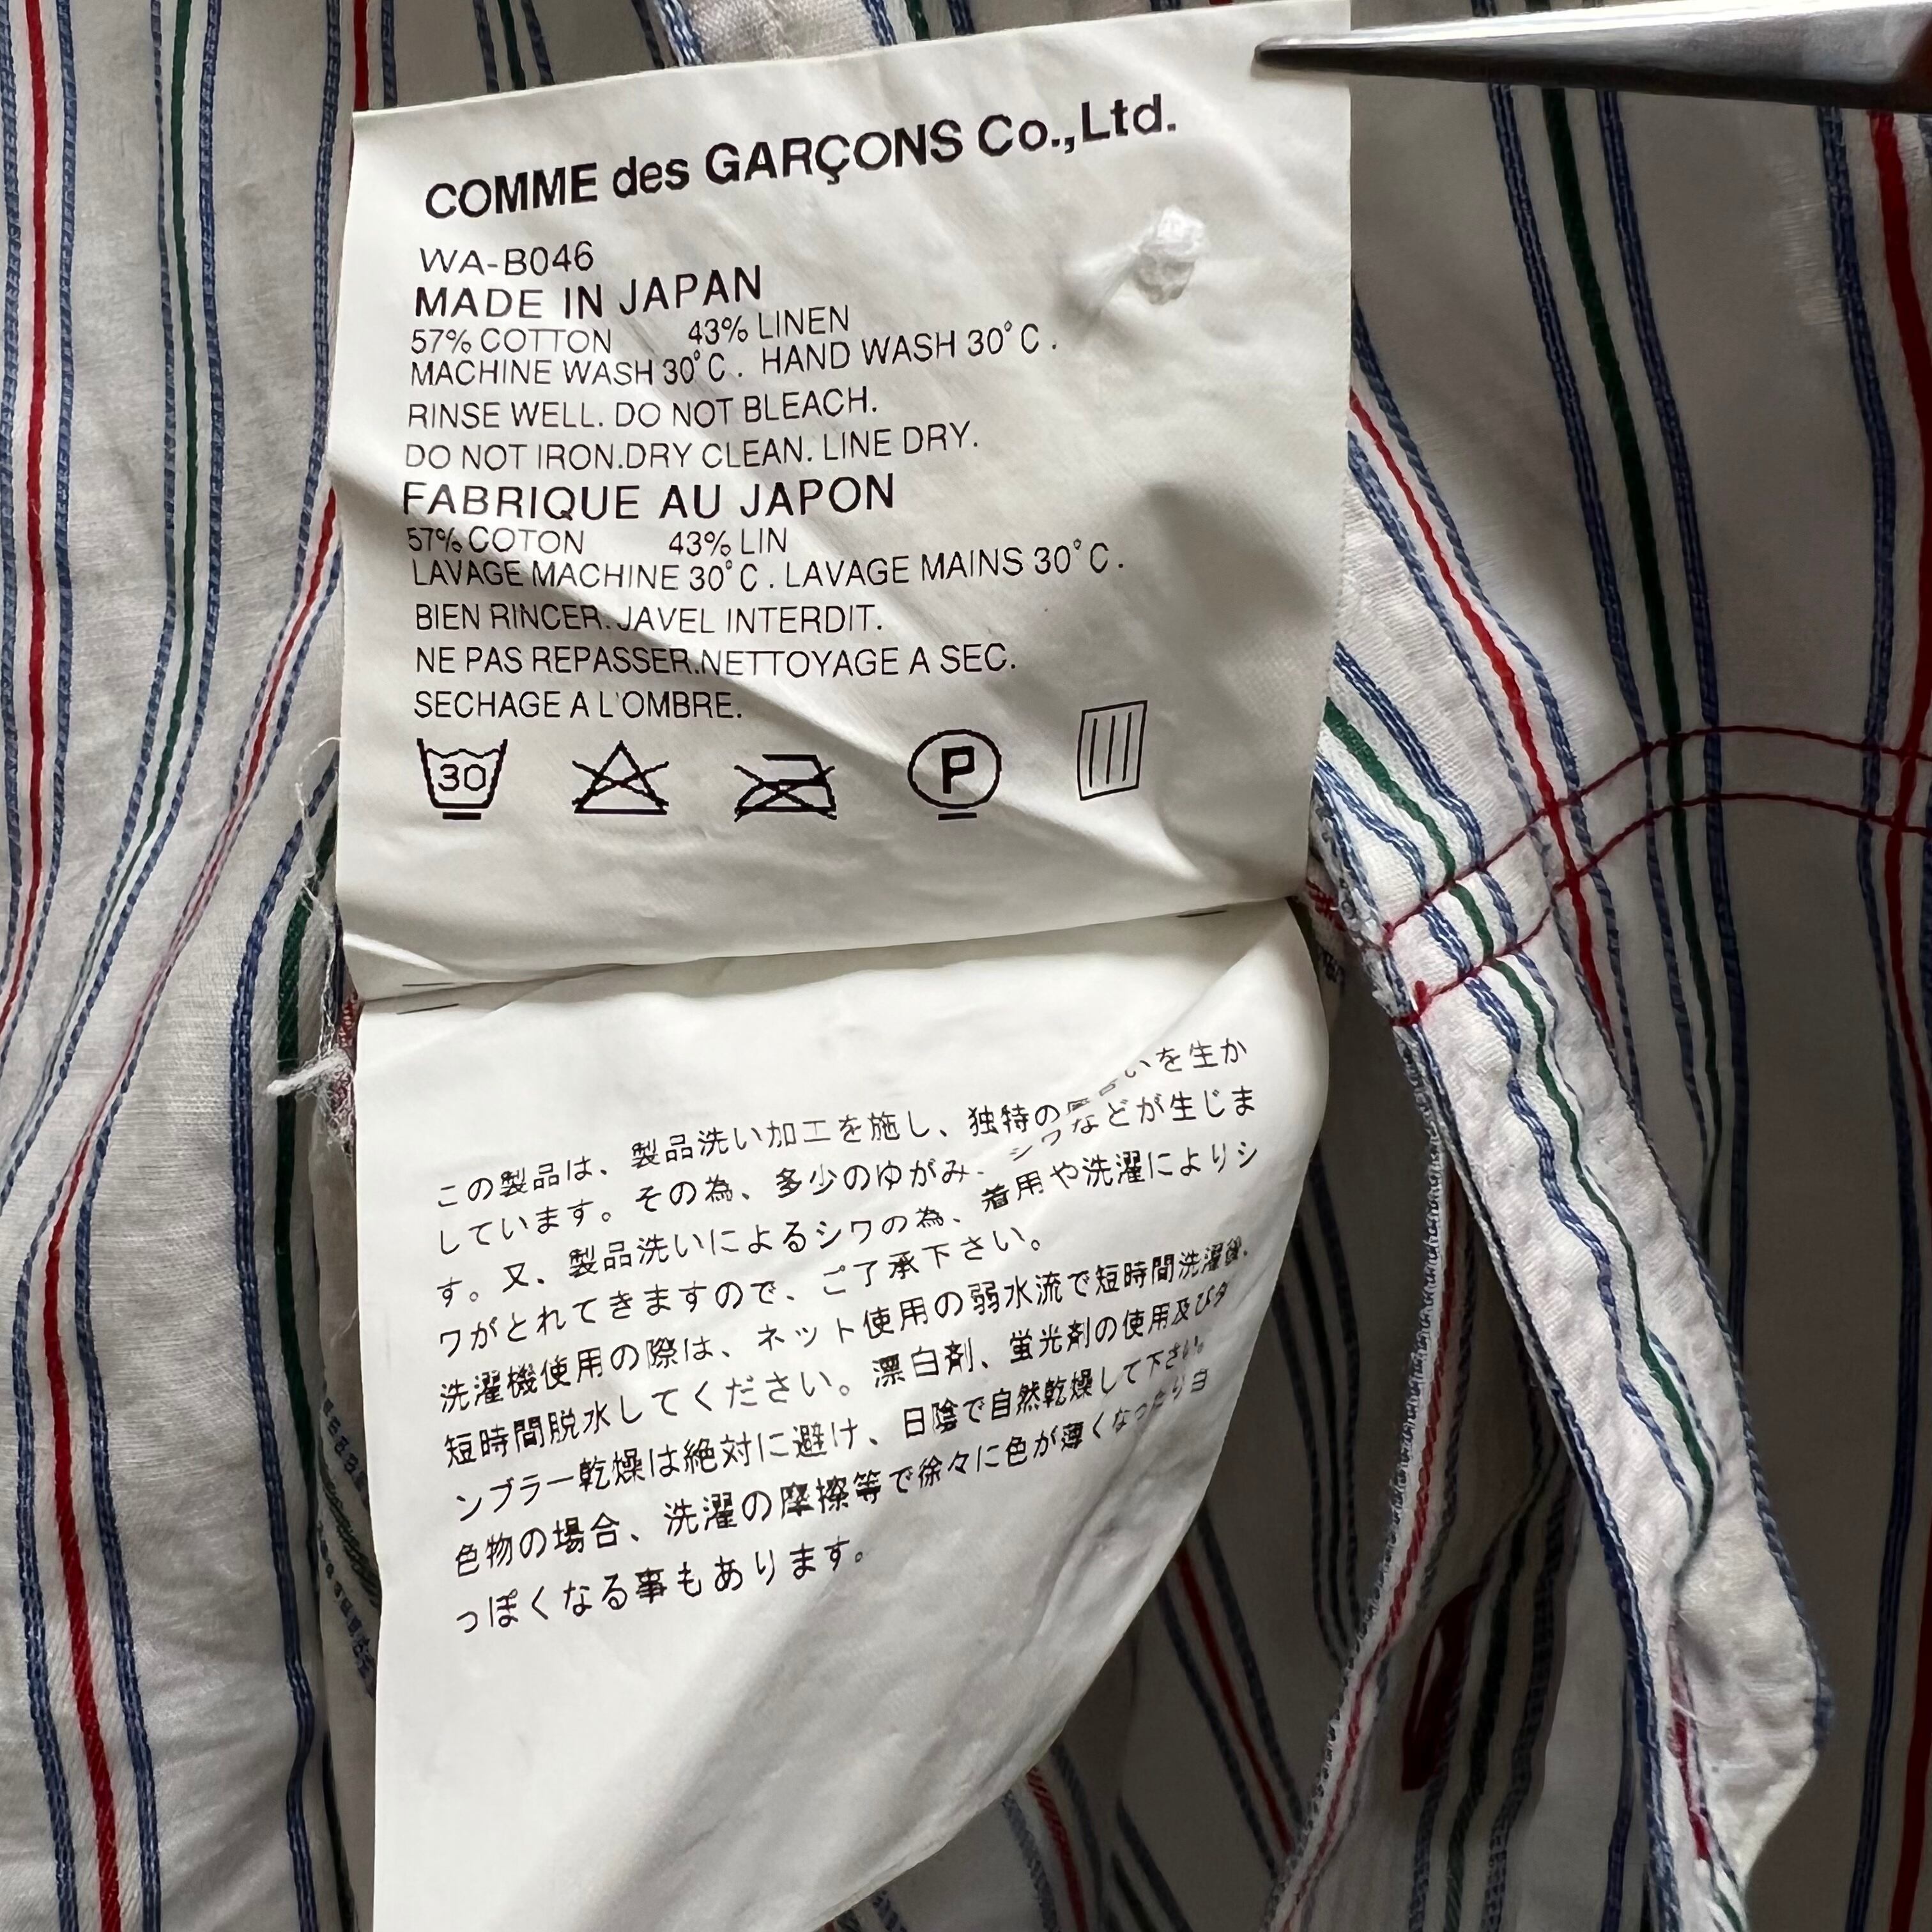 COMME des GARÇONS Co.,Ltd.
WA-B046
MADE IN JAPAN
57% COTTON 43% LINEN
MACHINE WASH 30°C. HAND WASH 30°C.
RINSE WELL. DO NOT BLEACH.
DO NOT IRON.DRY CLEAN. LINE DRY.
FABRIQUE AU JAPON
57% COTON 43% LIN
LAVAGE MACHINE 30°C. LAVAGE MAINS 30°C.
BIEN RINCER. JAVEL INTERDIT.
NE PAS REPASSER.NETTOYAGE A SEC.
SECHAGE A L'OMBRE.
30 P
この製品は、製品洗い加工を施し、独特の いを生か
しています。その為、多少のゆがみ、シワなどが生じま
す。又、製品洗いによるシワの為、着用や洗濯によりシ
ワがとれてきますので、ご了承下さい。
洗濯機使用の際は、ネット使用の弱水流で短時間洗濯後、
短時間脱水してください。漂白剤、蛍光剤の使用及びタ
ンブラー乾燥は絶対に避け、日陰で自然乾燥して下さい。
色物の場合、洗濯の摩擦等で徐々に色が薄くなったり白
っぽくなる事もあります。